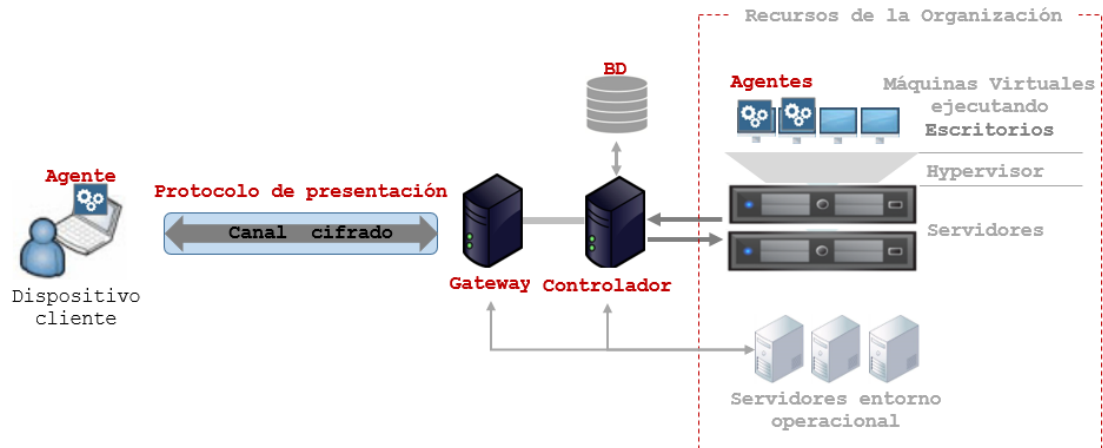 Recursos de la Organización
BD
Agentes
Máquinas Virtuales
ejecutando
Escritorios
Hypervisor
Agente
Protocolo de presentación
Canal cifrado
Servidores
Gateway
Controlador
Dispositivo
cliente
Servidores entorno
operacional